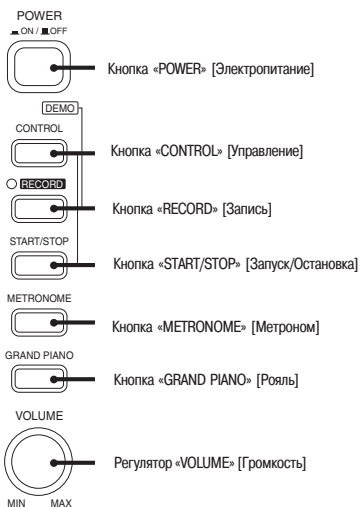 POWER
ON / OFF
Кнопка «POWER» [Электропитание]
DEMO
CONTROL
Кнопка «CONTROL» [Управление]
RECORD
Кнопка «RECORD» [Запись]
START/STOP
Кнопка «START/STOP» [Запуск/Остановка]
METRONOME
Кнопка «METRONOME» [Метроном]
GRAND PIANO
Кнопка «GRAND PIANO» [Рояль]
VOLUME
Регулятор «VOLUME» [Громкость]
MIN MAX